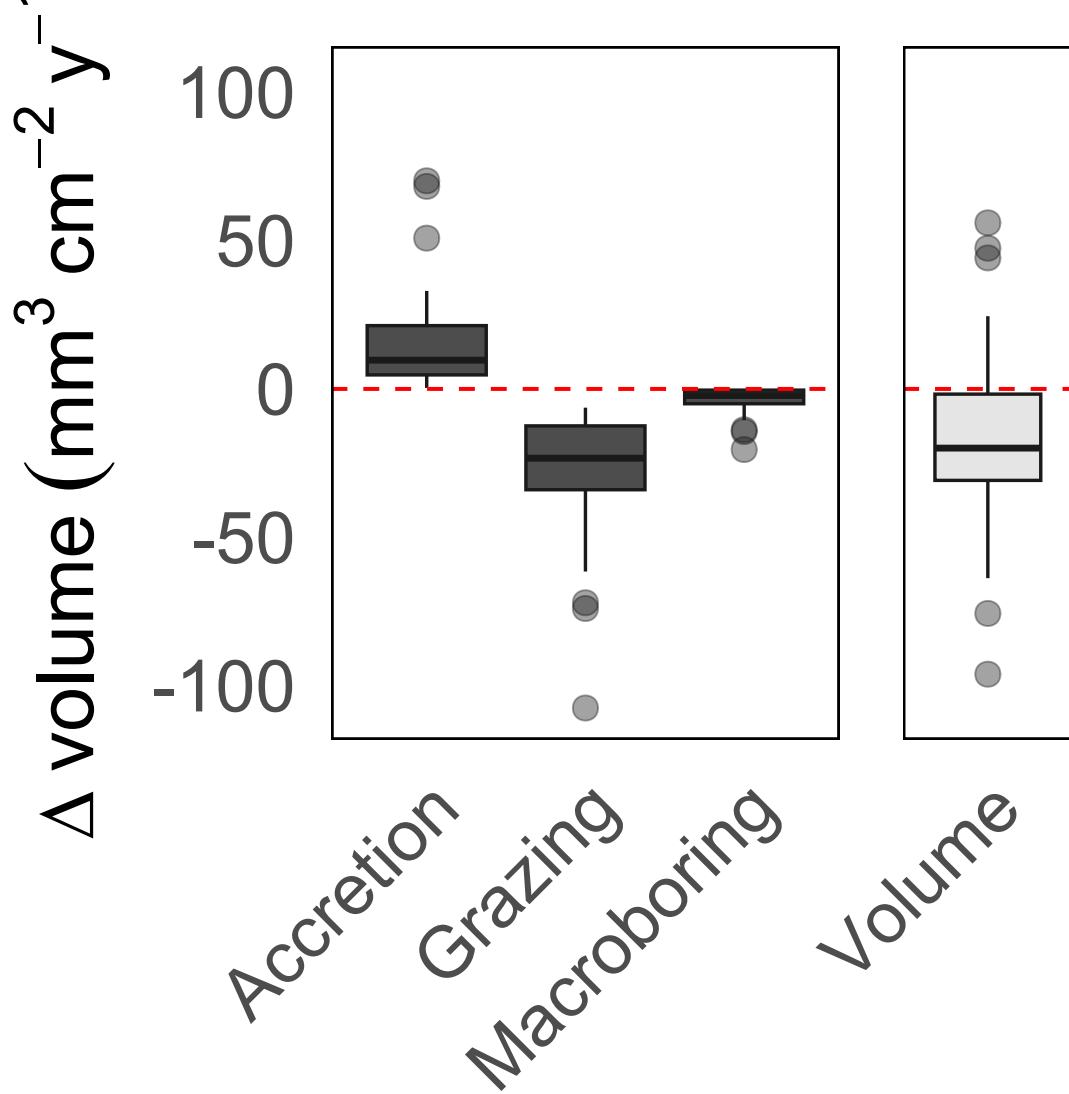 Δ volume (mm³ cm⁻² y⁻
100
50
0
-50
-100
Accretion
Grazing
Macroboring
Volume